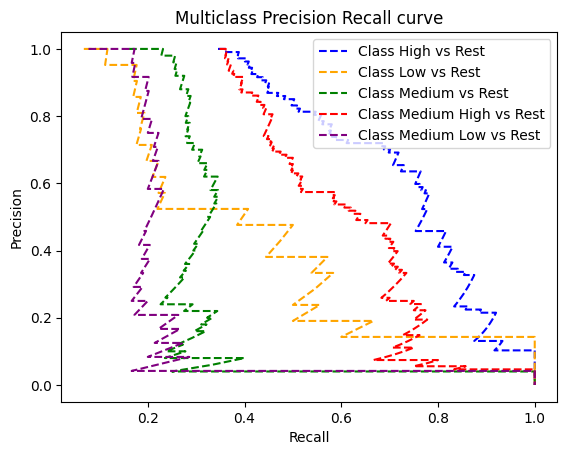 Multiclass Precision Recall curve
Class High vs Rest
Class Low vs Rest
Class Medium vs Rest
Class Medium High vs Rest
Class Medium Low vs Rest
Precision
1.0
0.8
0.6
0.4
0.2
0.0
0.2 0.4 0.6 0.8 1.0
Recall